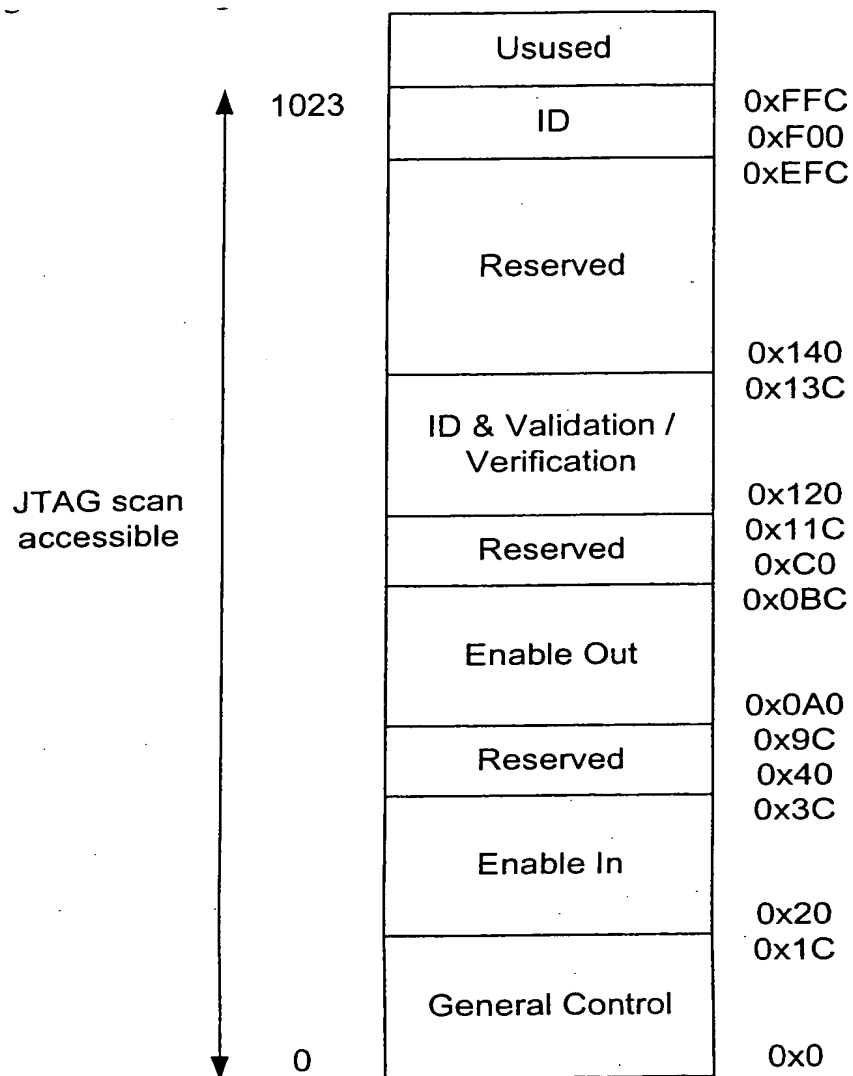 Usused
1023
ID
0xFFC
0xF00
0xEFC
Reserved
0x140
0x13C
ID & Validation /
Verification
0x120
JTAG scan
accessible
0x11C
Reserved
0xC0
0x0BC
Enable Out
0x0A0
0x9C
Reserved
0x40
0x3C
Enable In
0x20
0x1C
General Control
0
0x0